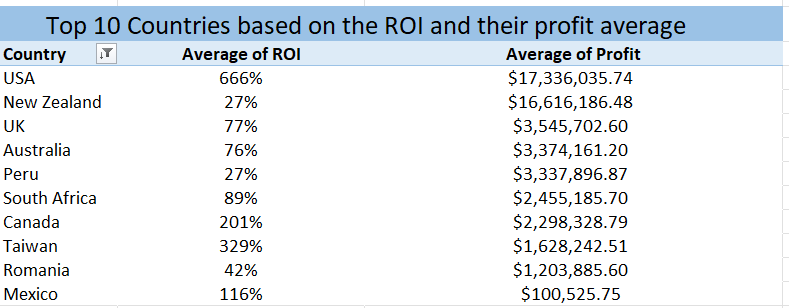 Top 10 Countries based on the ROI and their profit average
Country Average of ROI Average of Profit
USA 666% $17,336,035.74
New Zealand 27% $16,616,186.48
UK 77% $3,545,702.60
Australia 76% $3,374,161.20
Peru 27% $3,337,896.87
South Africa 89% $2,455,185.70
Canada 201% $2,298,328.79
Taiwan 329% $1,628,242.51
Romania 42% $1,203,885.60
Mexico 116% $100,525.75